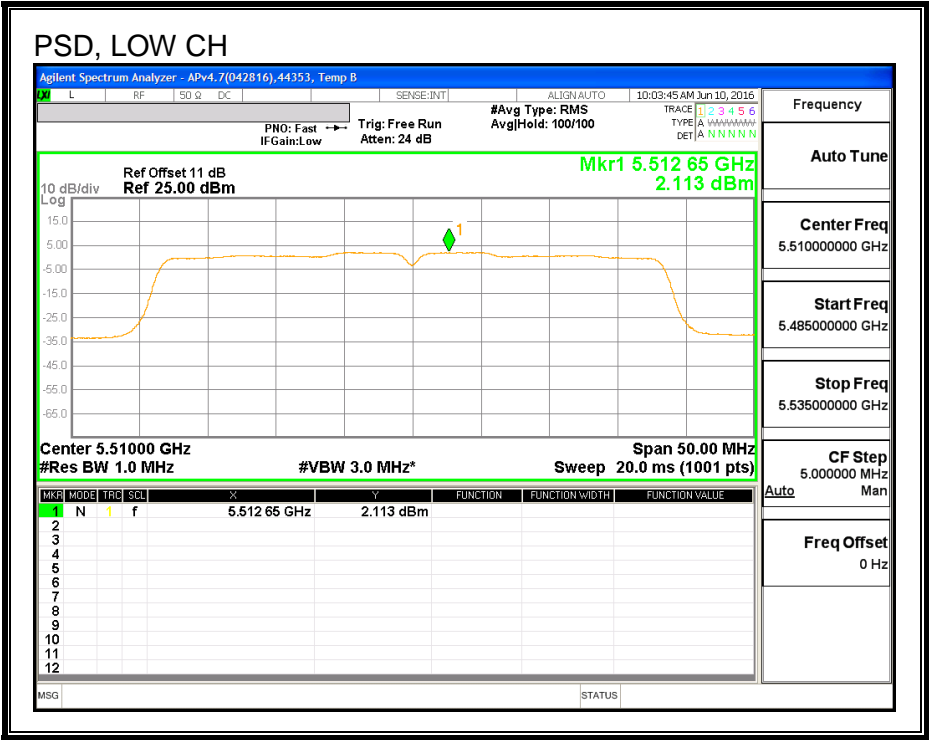 PSD, LOW CH
Agilent Spectrum Analyzer - APv4.7(042816),44353, Temp B
LXI L RF 50 Ω DC SENSE:INT ALIGNAUTO 10:03:45 AM Jun 10, 2016
PNO: Fast
IFGain:Low
Trig: Free Run
Atten: 24 dB
#Avg Type: RMS
Avg|Hold: 100/100
TRACE 1 2 3 4 5 6
TYPE A WWWWW
DET A N N N N N
Mkr1 5.512 65 GHz
2.113 dBm
Ref Offset 11 dB
10 dB/div Ref 25.00 dBm
Log
15.0
5.00
-5.00
-15.0
-25.0
-35.0
-45.0
-55.0
-65.0
1
Center 5.51000 GHz Span 50.00 MHz
#Res BW 1.0 MHz #VBW 3.0 MHz* Sweep 20.0 ms (1001 pts)
MKR MODE TRC SCL X Y FUNCTION FUNCTION WIDTH FUNCTION VALUE
1 N 1 f 5.512 65 GHz 2.113 dBm
2
3
4
5
6
7
8
9
10
11
12
MSG STATUS
Frequency
Auto Tune
Center Freq
5.510000000 GHz
Start Freq
5.485000000 GHz
Stop Freq
5.535000000 GHz
CF Step
5.000000 MHz
Auto Man
Freq Offset
0 Hz